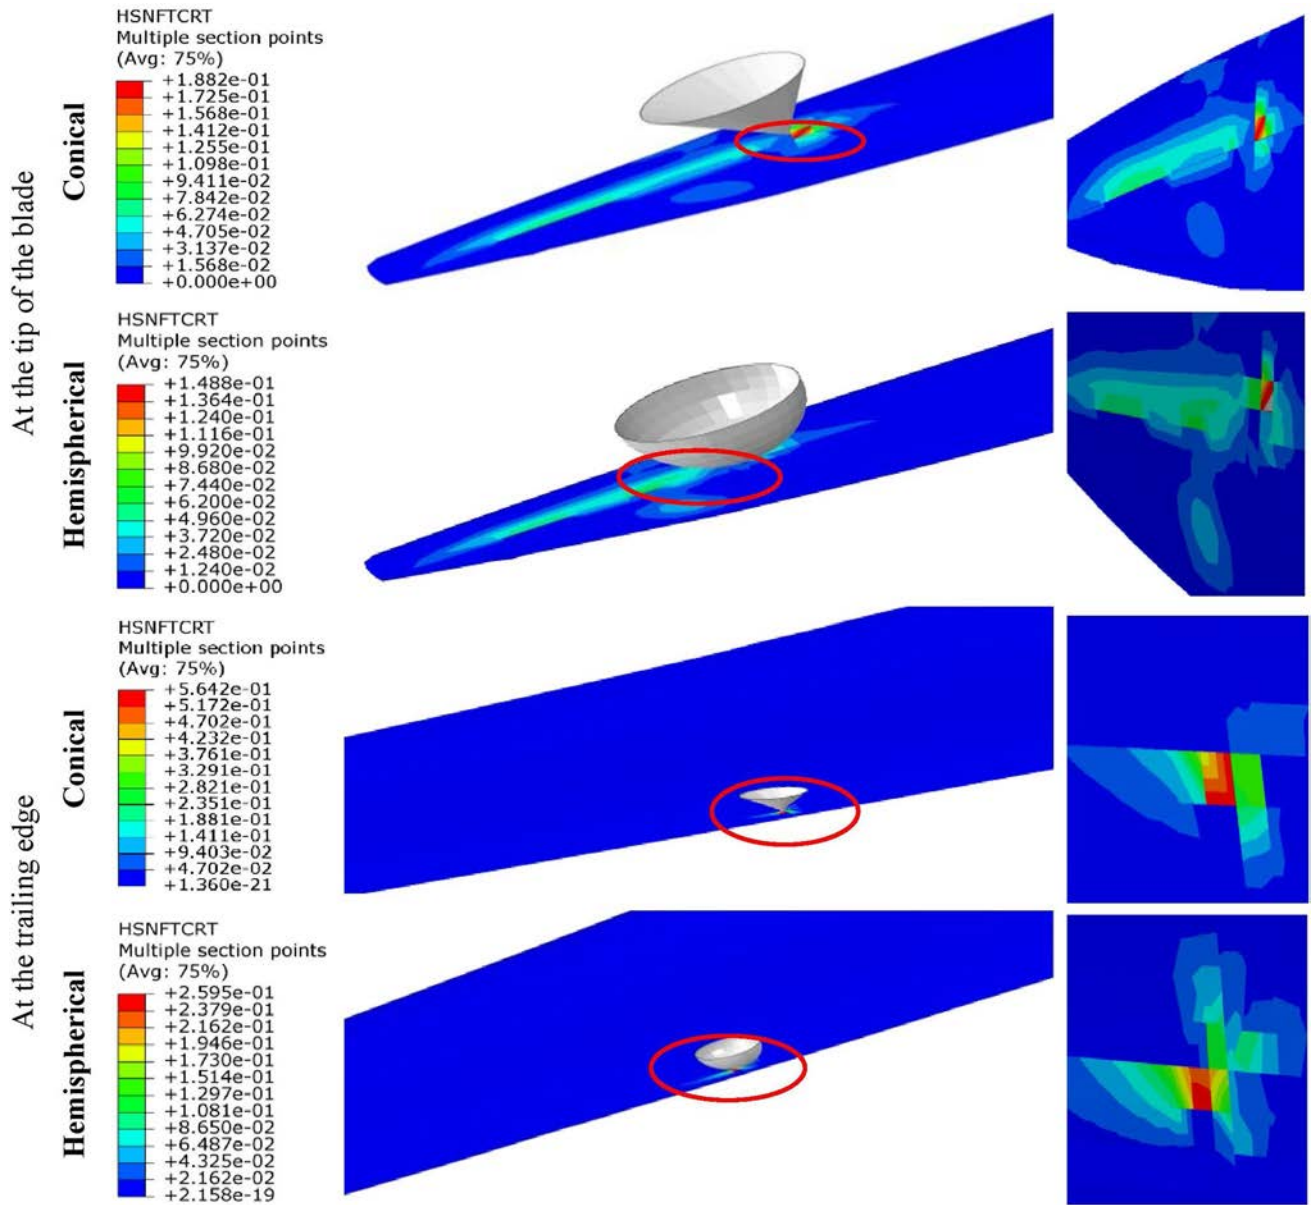 At the tip of the blade
Conical
HSNFTCRT
Multiple section points
(Avg: 75%)
+1.882e-01
+1.725e-01
+1.568e-01
+1.412e-01
+1.255e-01
+1.098e-01
+9.411e-02
+7.842e-02
+6.274e-02
+4.705e-02
+3.137e-02
+1.568e-02
+0.000e+00
Hemispherical
HSNFTCRT
Multiple section points
(Avg: 75%)
+1.488e-01
+1.364e-01
+1.240e-01
+1.116e-01
+9.920e-02
+8.680e-02
+7.440e-02
+6.200e-02
+4.960e-02
+3.720e-02
+2.480e-02
+1.240e-02
+0.000e+00
At the trailing edge
Conical
HSNFTCRT
Multiple section points
(Avg: 75%)
+5.642e-01
+5.172e-01
+4.702e-01
+4.232e-01
+3.761e-01
+3.291e-01
+2.821e-01
+2.351e-01
+1.881e-01
+1.411e-01
+9.403e-02
+4.702e-02
+1.360e-21
Hemispherical
HSNFTCRT
Multiple section points
(Avg: 75%)
+2.595e-01
+2.379e-01
+2.162e-01
+1.946e-01
+1.730e-01
+1.514e-01
+1.297e-01
+1.081e-01
+8.650e-02
+6.487e-02
+4.325e-02
+2.162e-02
+2.158e-19